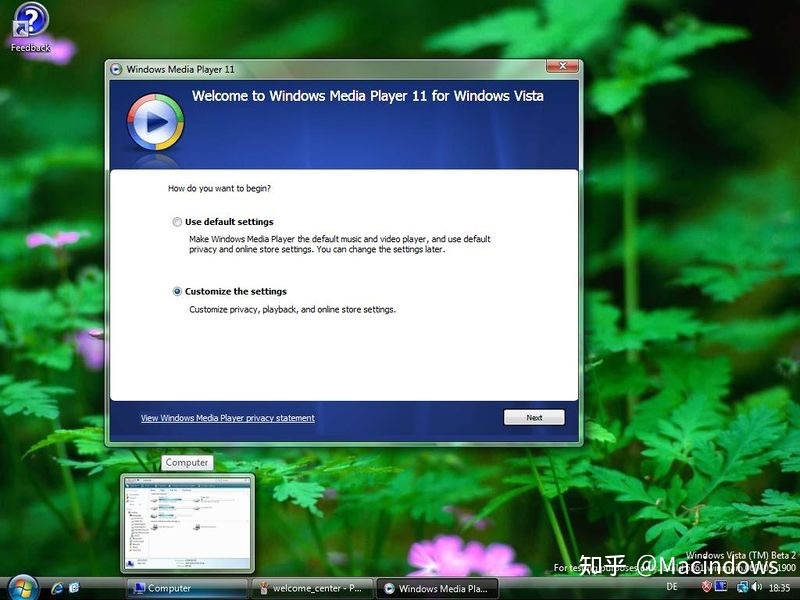 Feedback
Windows Media Player 11
Welcome to Windows Media Player 11 for Windows Vista
How do you want to begin?
Use default settings
Make Windows Media Player the default music and video player, and use default
privacy and online store settings. You can change the settings later.
Customize the settings
Customize privacy, playback, and online store settings.
View Windows Media Player privacy statement
Next
Computer
Windows Vista (TM) Beta 2
For testing purposes
知乎 @MacIndows
Computer
welcome_center - P...
Windows Media Pla...
DE
18:35